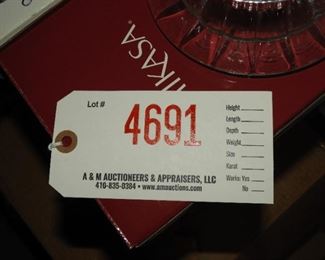 MIKASA
Lot #
4691
Height
Length
Depth
Weight
Size
Karat
Works: Yes
No
A & M AUCTIONEERS & APPRAISERS, LLC
416-835-0384 • www.amauctions.com